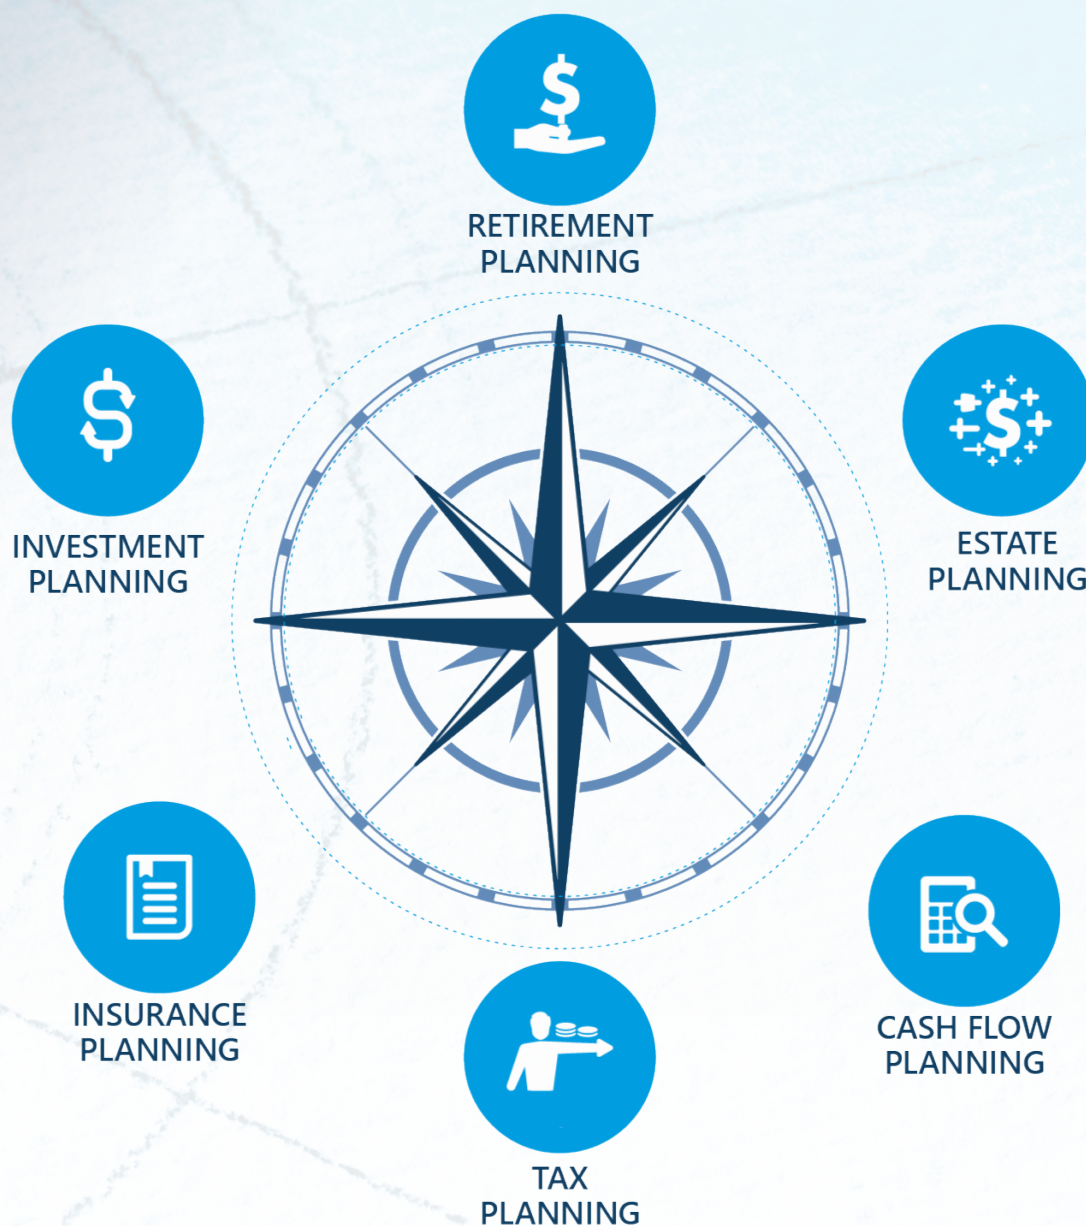 RETIREMENT
PLANNING
INVESTMENT
PLANNING
ESTATE
PLANNING
INSURANCE
PLANNING
CASH FLOW
PLANNING
TAX
PLANNING